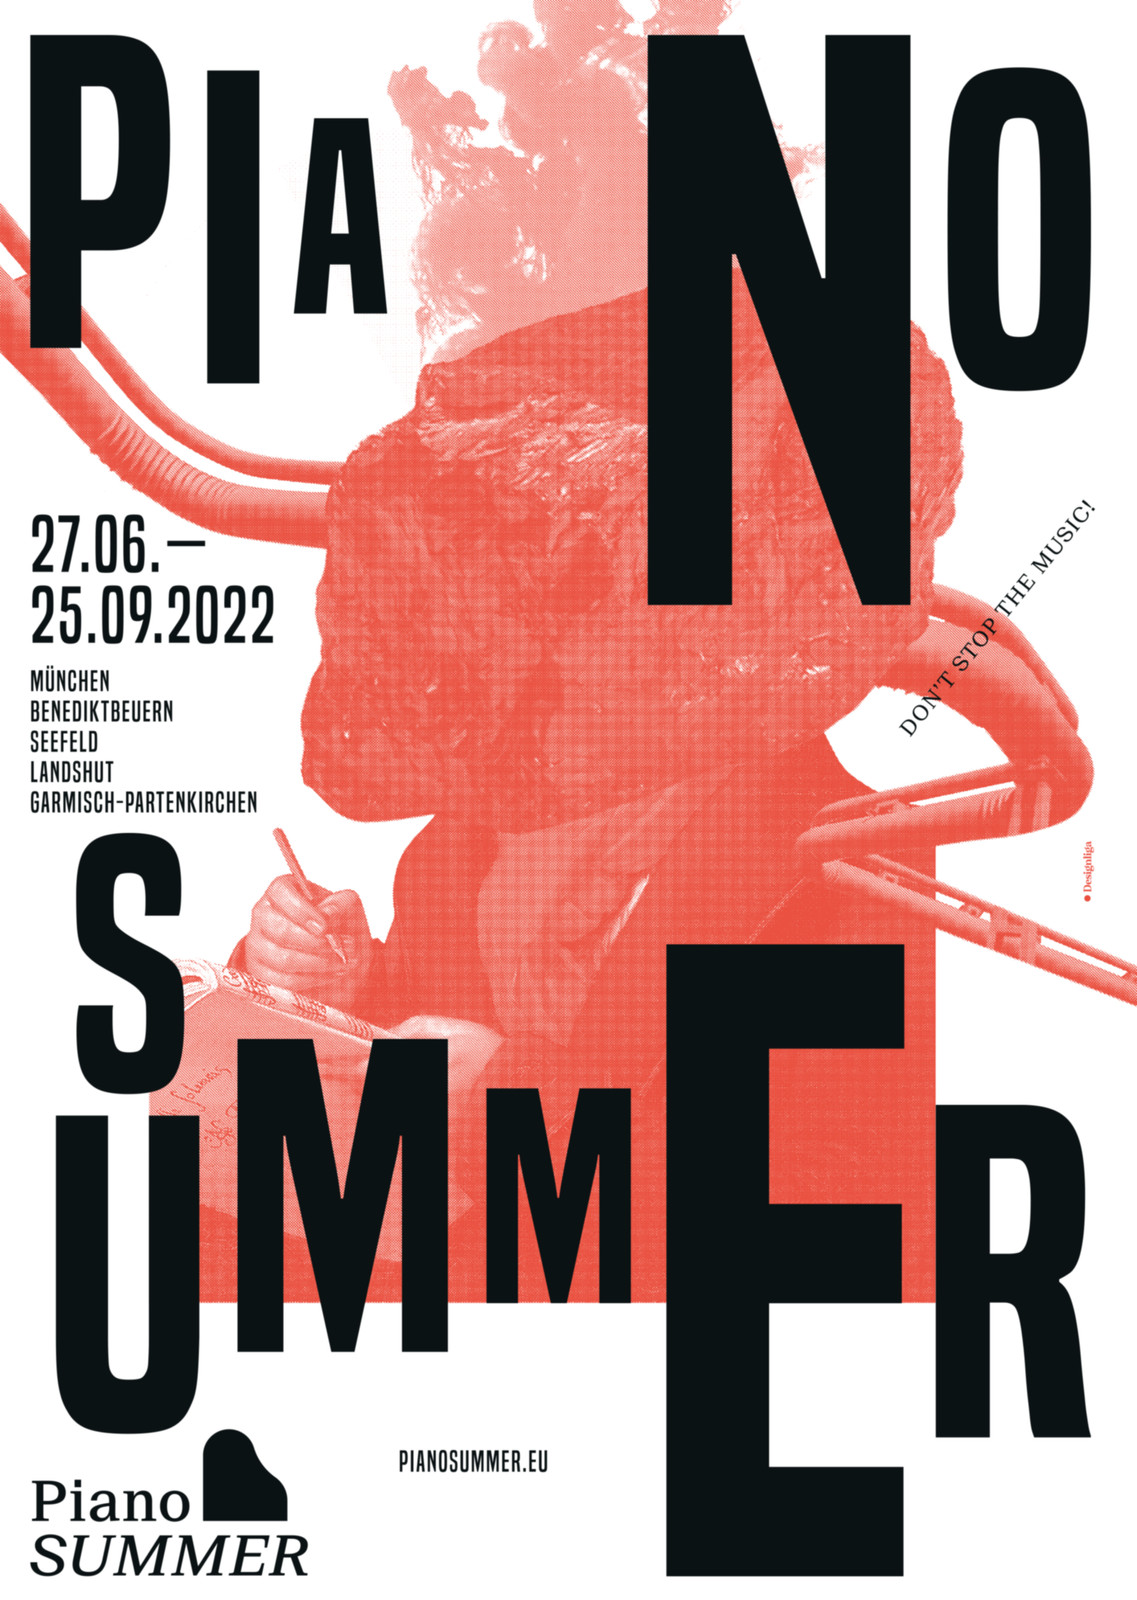 PIANO
27.06.—
25.09.2022
MÜNCHEN
BENEDIKTBEUERN
SEEFELD
LANDSHUT
GARMISCH-PARTENKIRCHEN
DON'T STOP THE MUSIC!
Designliga
SUMMER
PIANOSUMMER.EU
Piano
SUMMER